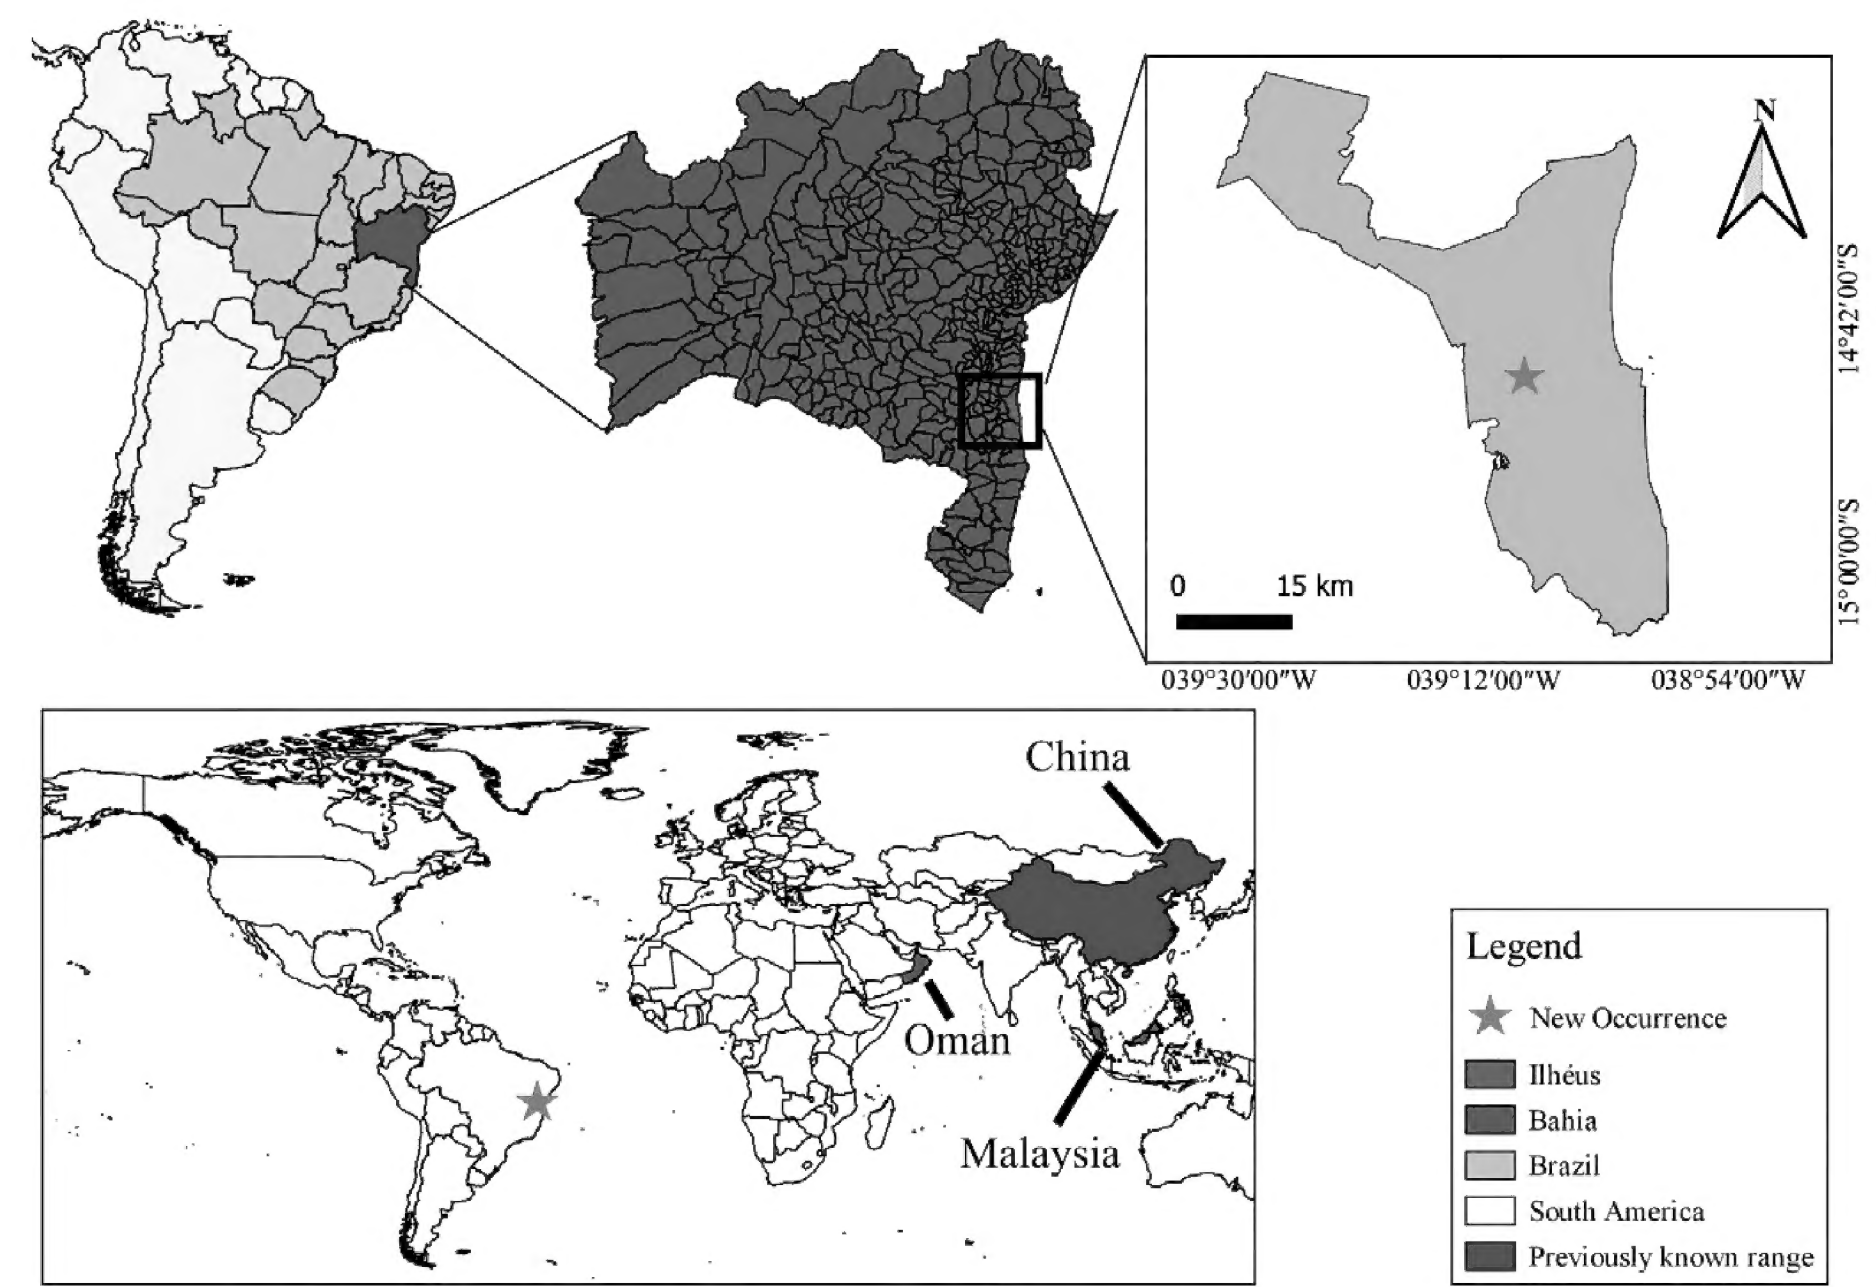 N
14°42'00"S
15°00'00"S
0 15 km
039°30'00"W 039°12'00"W 038°54'00"W
China
Oman
Malaysia
Legend
New Occurrence
Ilhéus
Bahia
Brazil
South America
Previously known range